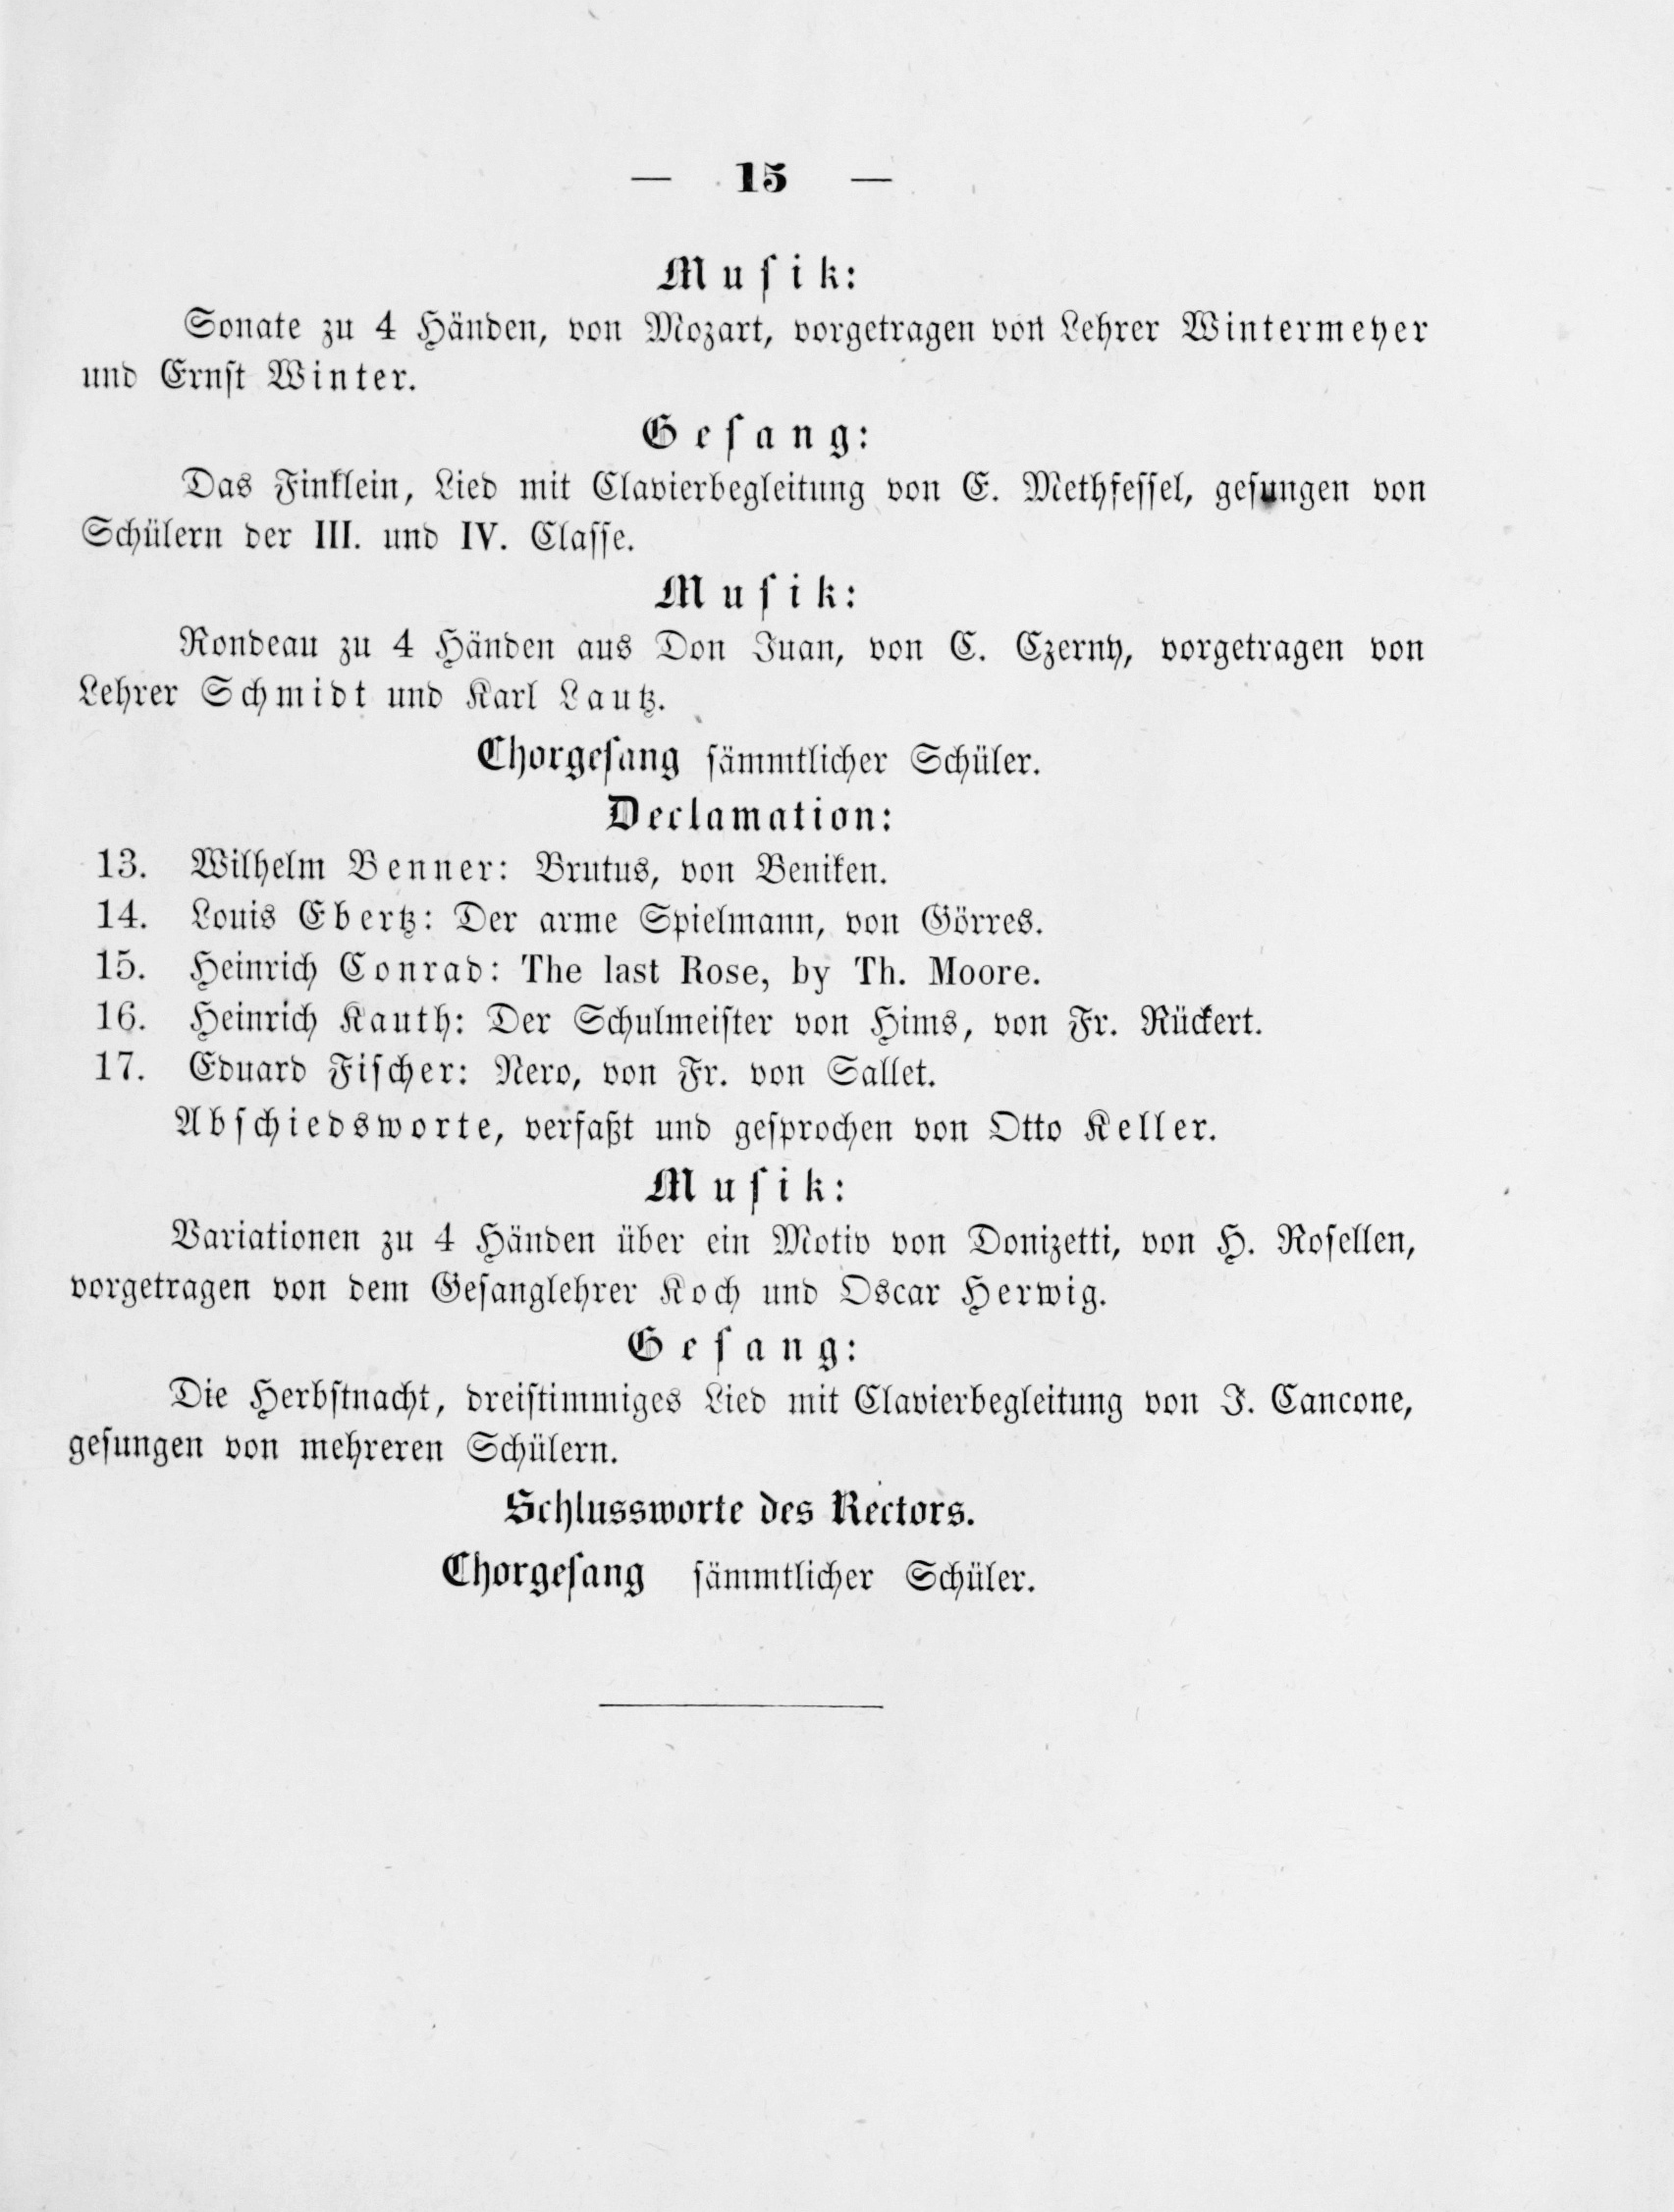 — 15 —
Musik:
Sonate zu 4 Händen, von Mozart, vorgetragen von Lehrer Wintermeyer
und Ernst Winter.
Gesang:
Das Finklein, Lied mit Clavierbegleitung von E. Methfessel, gesungen von
Schülern der III. und IV. Classe.
Musik:
Rondeau zu 4 Händen aus Don Juan, von C. Czerny, vorgetragen von
Lehrer Schmidt und Karl Lautz.
Chorgesang sämmtlicher Schüler.
Declamation:
13. Wilhelm Benner: Brutus, von Beniken.
14. Louis Ebertz: Der arme Spielmann, von Görres.
15. Heinrich Conrad: The last Rose, by Th. Moore.
16. Heinrich Kauth: Der Schulmeister von Hims, von Fr. Rückert.
17. Eduard Fischer: Nero, von Fr. von Sallet.
Abschiedsworte, verfaßt und gesprochen von Otto Keller.
Musik:
Variationen zu 4 Händen über ein Motiv von Donizetti, von H. Rosellen,
vorgetragen von dem Gesanglehrer Koch und Oscar Herwig.
Gesang:
Die Herbstnacht, dreistimmiges Lied mit Clavierbegleitung von J. Cancone,
gesungen von mehreren Schülern.
Schlussworte des Rectors.
Chorgesang sämmtlicher Schüler.